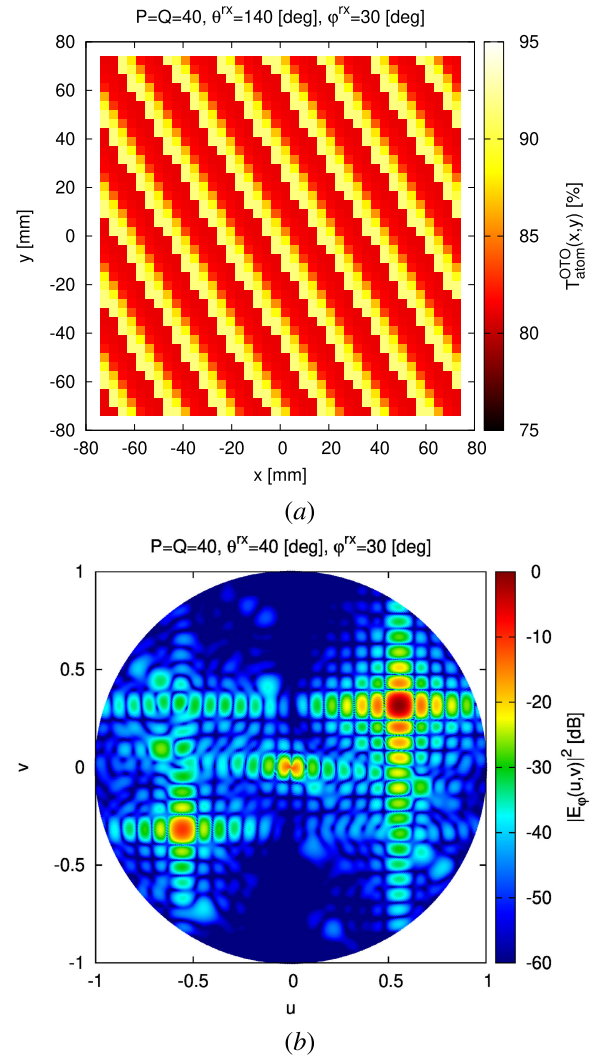 P=Q=40, θrx=140 [deg], φrx=30 [deg]
80
60
40
20
0
-20
-40
-60
-80
y [mm]
-80 -60 -40 -20 0 20 40 60 80
x [mm]
95
90
85
80
75
TOTOatom(x,y) [%]
(a)
P=Q=40, θrx=40 [deg], φrx=30 [deg]
1
0.5
0
-0.5
-1
v
-1 -0.5 0 0.5 1
u
0
-10
-20
-30
-40
-50
-60
|Eφ(u,v)|2 [dB]
(b)